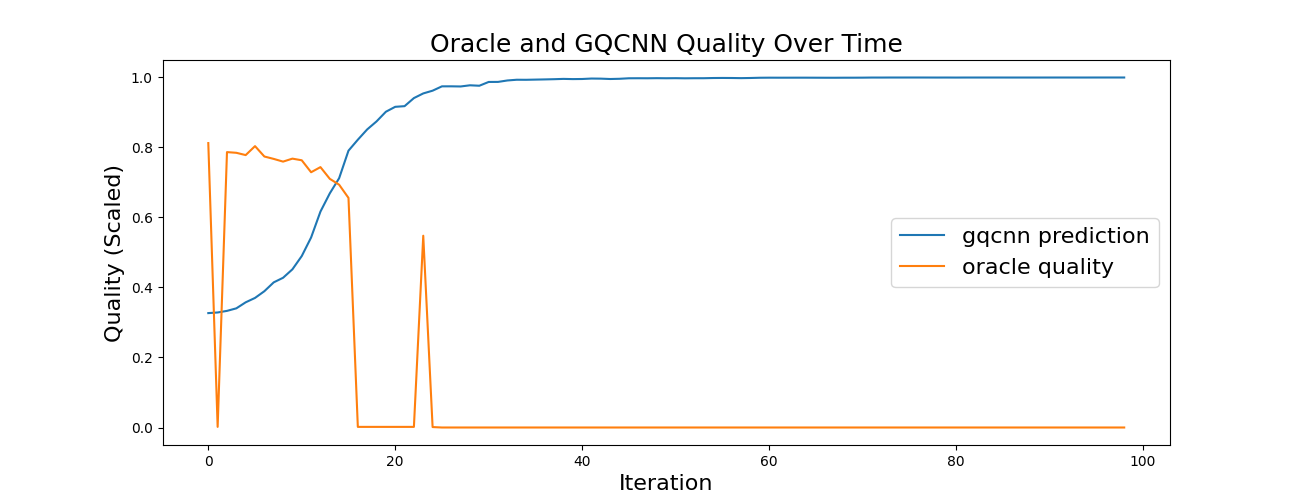 Oracle and GQCNN Quality Over Time
Quality (Scaled)
1.0
0.8
0.6
0.4
0.2
0.0
gqcnn prediction
oracle quality
0 20 40 60 80 100
Iteration